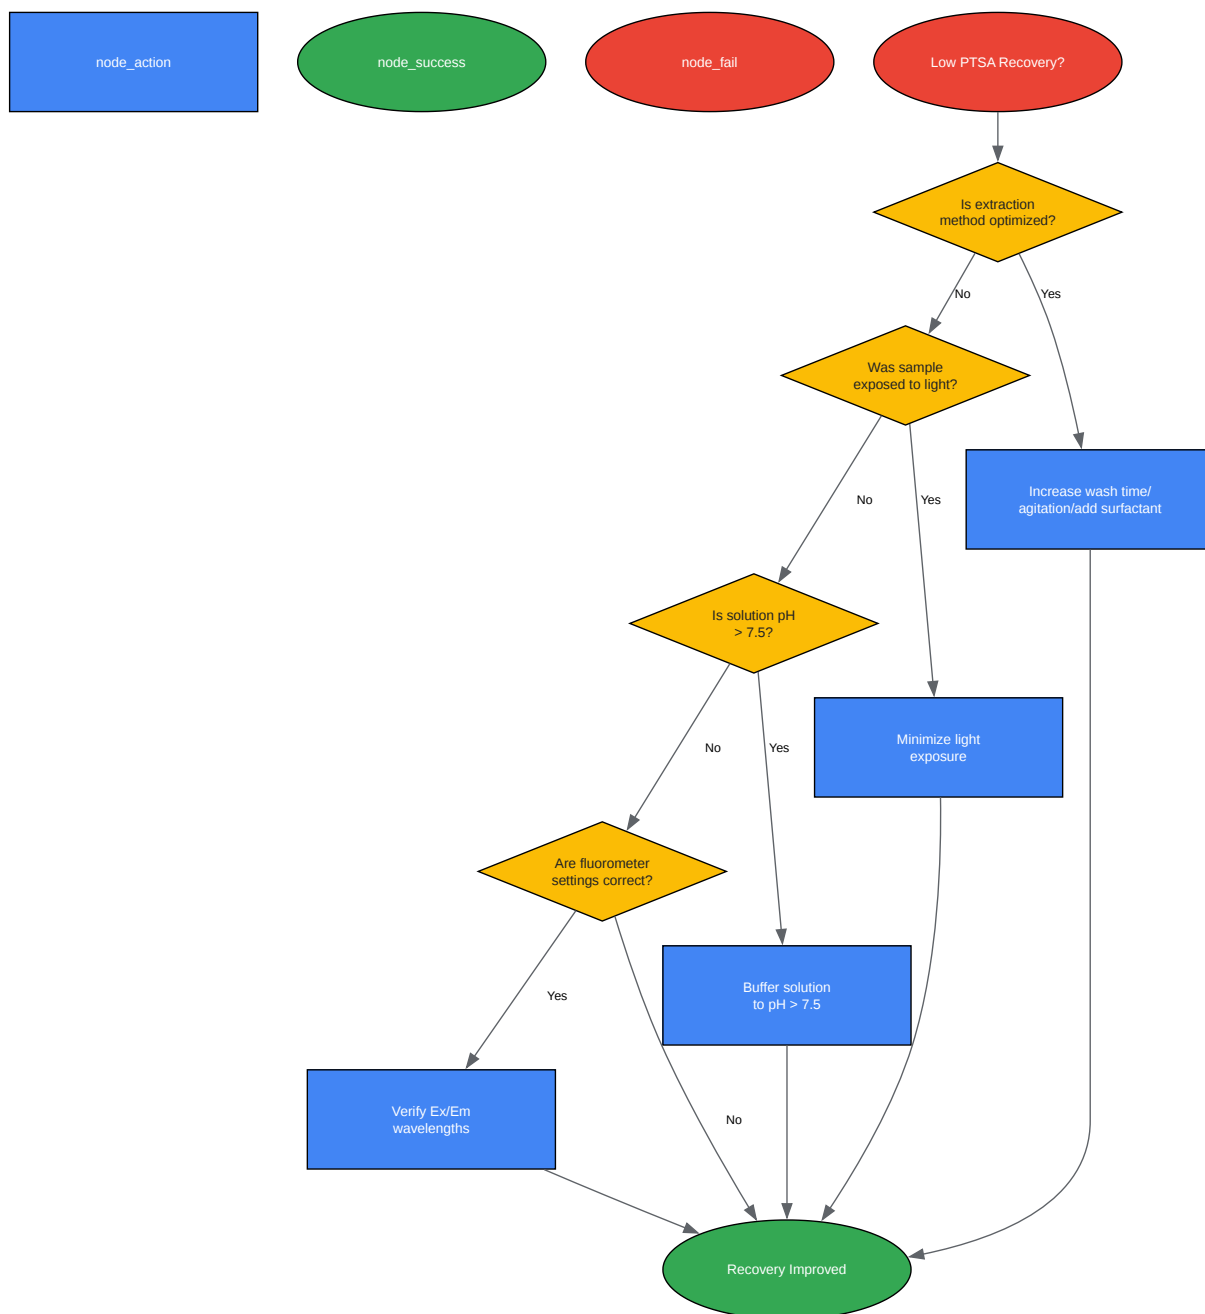 node_action
node_success
node_fail
Low PTSA Recovery?
Is extraction
method optimized?
No
Yes
Was sample
exposed to light?
Increase wash time/
agitation/add surfactant
No
Yes
Is solution pH
> 7.5?
Minimize light
exposure
No
Yes
Are fluorometer
settings correct?
Buffer solution
to pH > 7.5
Yes
Verify Ex/Em
wavelengths
No
Recovery Improved